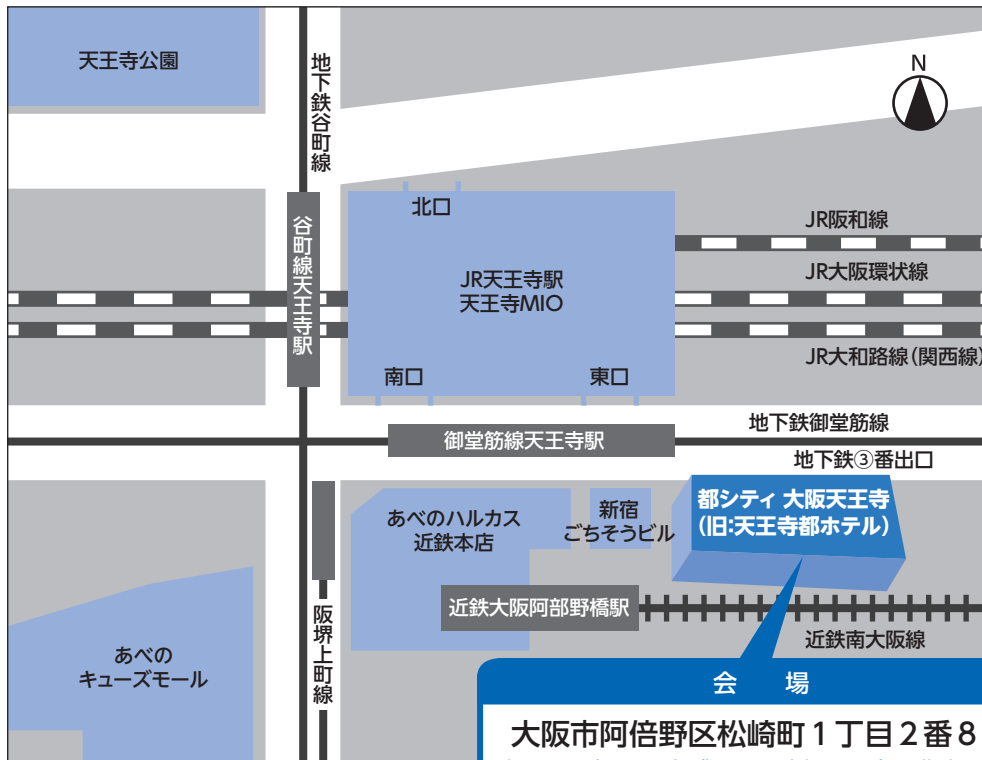 天王寺公園
地下鉄谷町線
N
北口
谷町線天王寺駅
JR天王寺駅
天王寺MIO
JR阪和線
JR大阪環状線
JR大和路線(関西線)
南口
東口
地下鉄御堂筋線
御堂筋線天王寺駅
地下鉄③番出口
あべのハルカス
近鉄本店
新宿
ごちそうビル
都シティ 大阪天王寺
(旧:天王寺都ホテル)
近鉄大阪阿部野橋駅
近鉄南大阪線
阪堺上町線
あべの
キューズモール
会 場
大阪市阿倍野区松崎町1丁目2番8